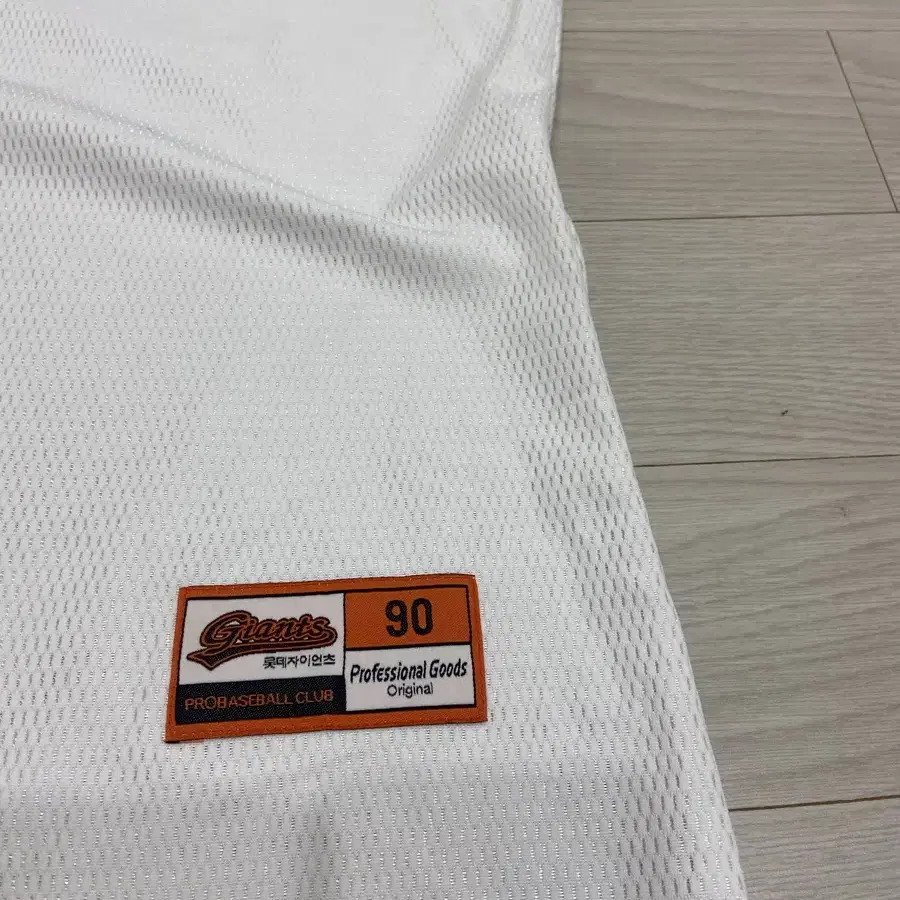 Giants
롯데자이언츠
PROBASEBALL CLUB
90
Professional Goods
Original